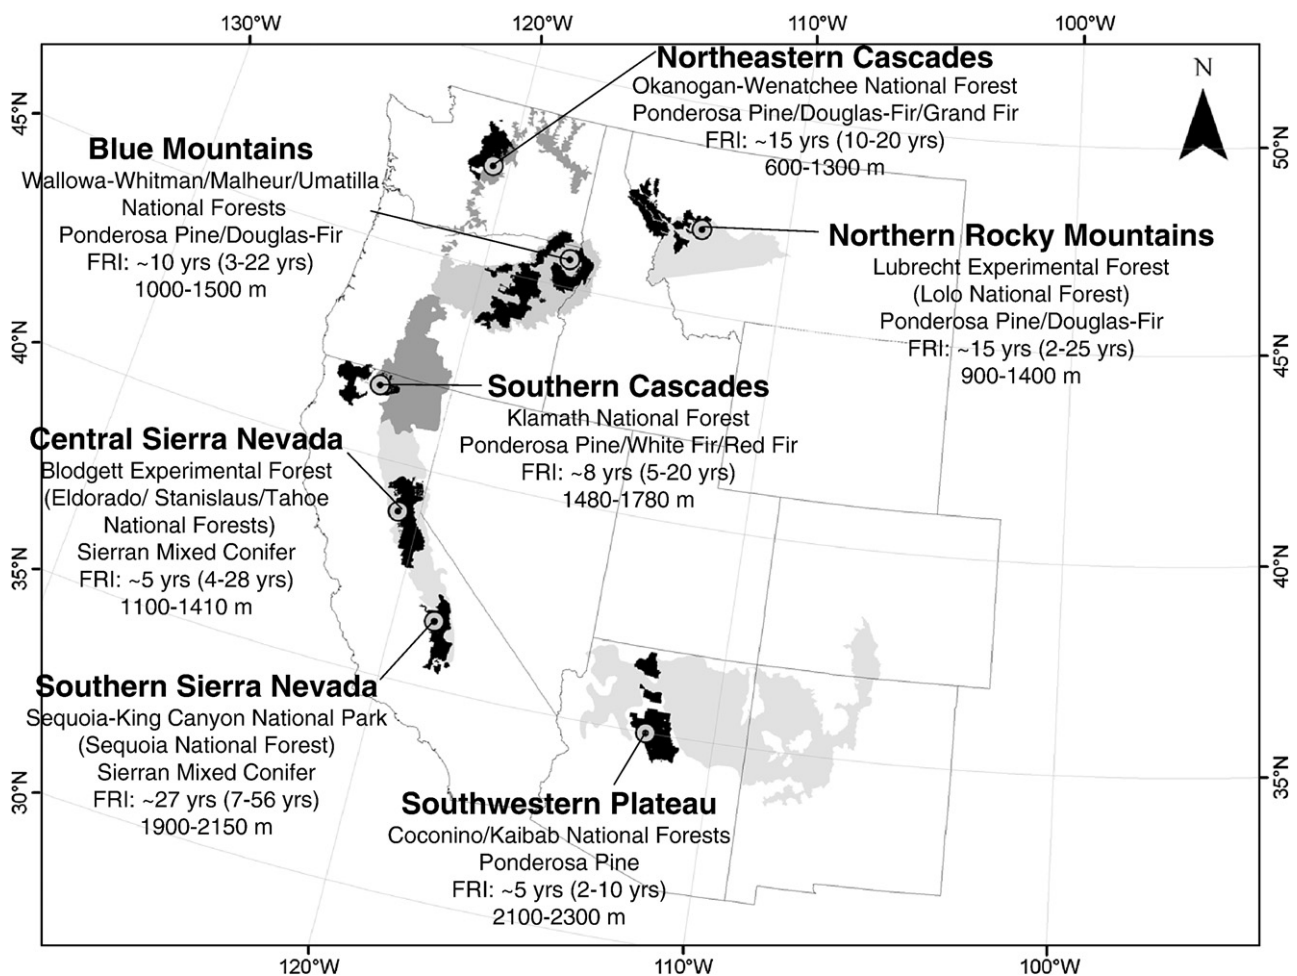 130°W
120°W
110°W
100°W
45°N
40°N
35°N
30°N
50°N
45°N
40°N
35°N
120°W
110°W
100°W
N
Northeastern Cascades
Okanogan-Wenatchee National Forest
Ponderosa Pine/Douglas-Fir/Grand Fir
FRI: ~15 yrs (10-20 yrs)
600-1300 m
Blue Mountains
Wallowa-Whitman/Malheur/Umatilla
National Forests
Ponderosa Pine/Douglas-Fir
FRI: ~10 yrs (3-22 yrs)
1000-1500 m
Northern Rocky Mountains
Lubrecht Experimental Forest
(Lolo National Forest)
Ponderosa Pine/Douglas-Fir
FRI: ~15 yrs (2-25 yrs)
900-1400 m
Southern Cascades
Klamath National Forest
Ponderosa Pine/White Fir/Red Fir
FRI: ~8 yrs (5-20 yrs)
1480-1780 m
Central Sierra Nevada
Blodgett Experimental Forest
(Eldorado/ Stanislaus/Tahoe
National Forests)
Sierran Mixed Conifer
FRI: ~5 yrs (4-28 yrs)
1100-1410 m
Southern Sierra Nevada
Sequoia-King Canyon National Park
(Sequoia National Forest)
Sierran Mixed Conifer
FRI: ~27 yrs (7-56 yrs)
1900-2150 m
Southwestern Plateau
Coconino/Kaibab National Forests
Ponderosa Pine
FRI: ~5 yrs (2-10 yrs)
2100-2300 m